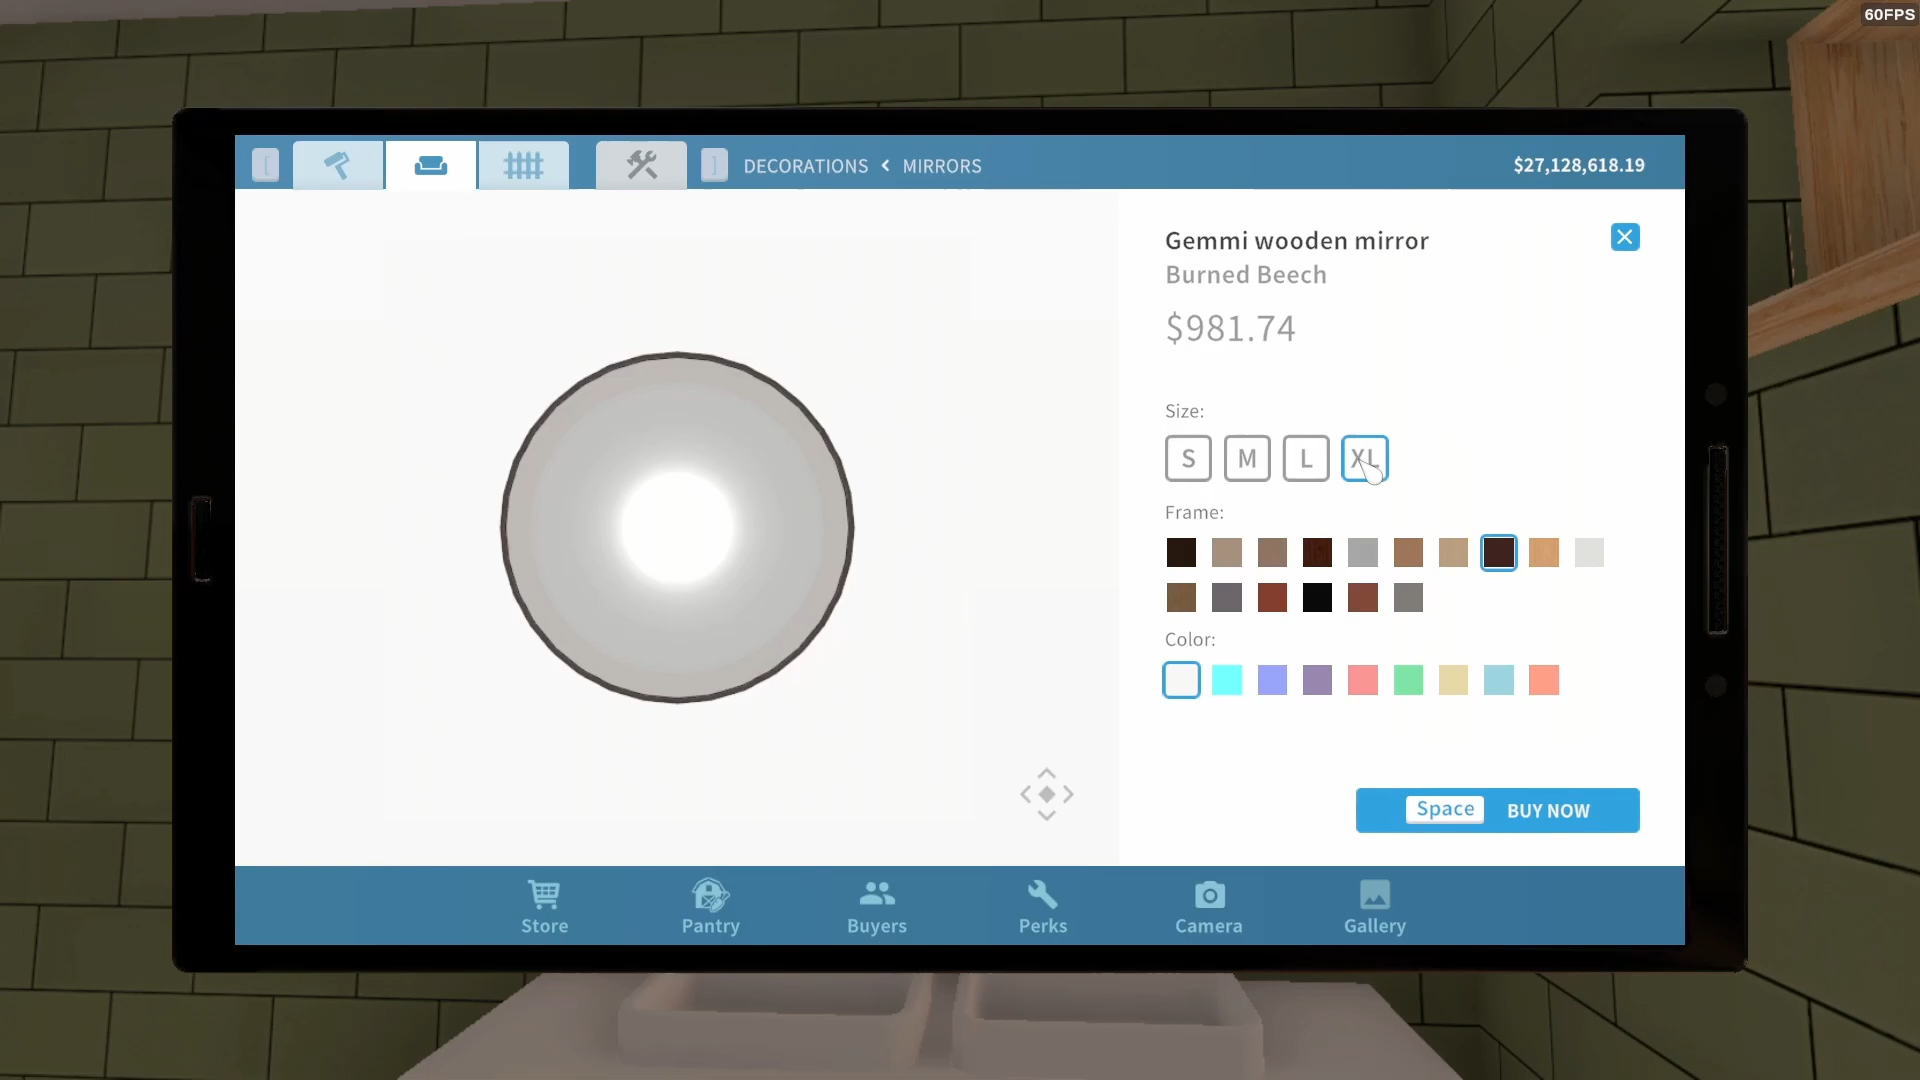 60FPS
[
]
DECORATIONS < MIRRORS
$27,128,618.19
Gemmi wooden mirror
Burned Beech
$981.74
Size:
S M L XL
Frame:
Color:
Space BUY NOW
Store Pantry Buyers Perks Camera Gallery